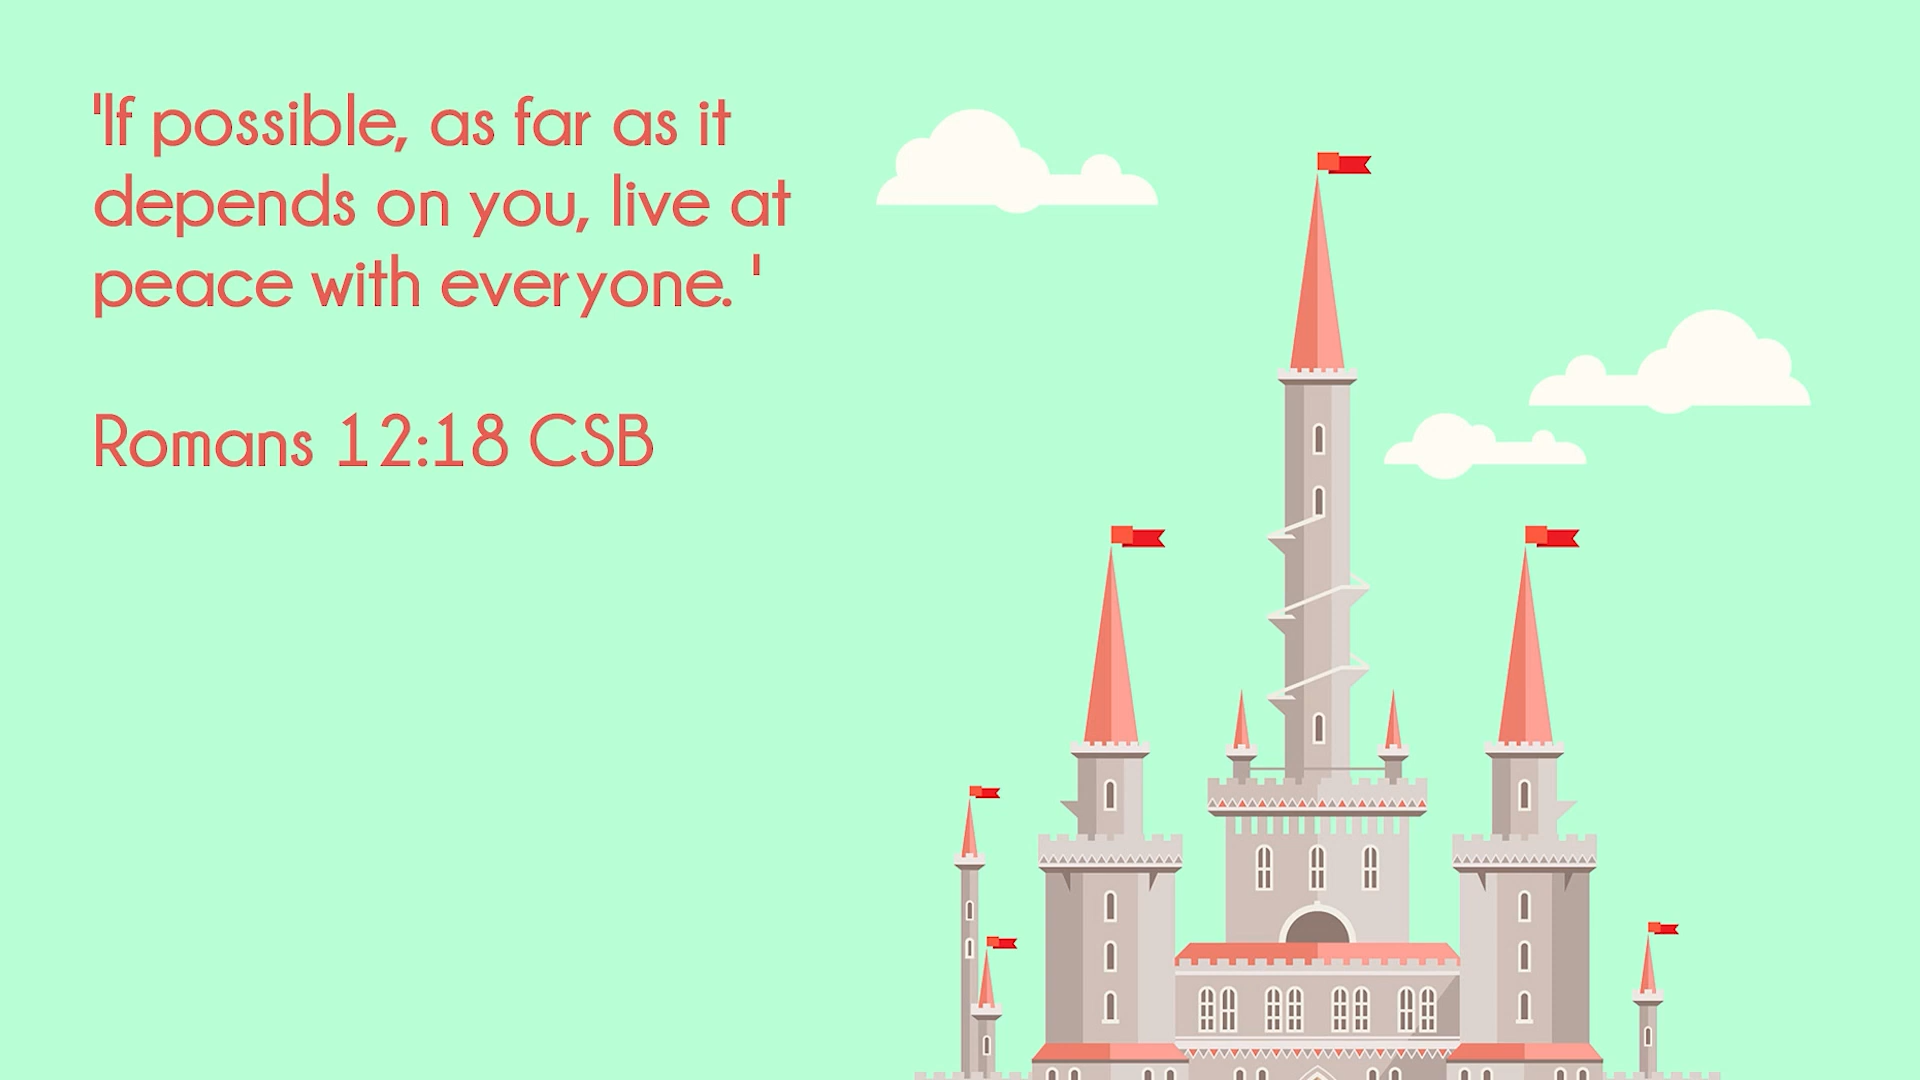 'If possible, as far as it
depends on you, live at
peace with everyone. '
Romans 12:18 CSB